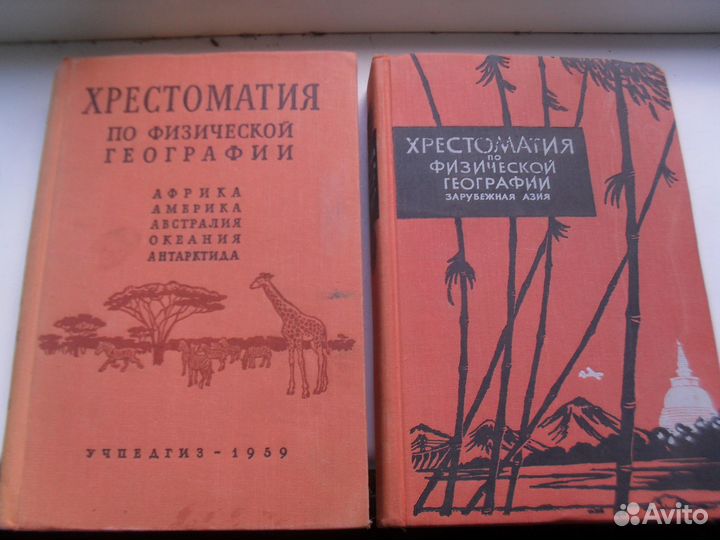 ХРЕСТОМАТИЯ
ПО ФИЗИЧЕСКОЙ
ГЕОГРАФИИ
АФРИКА
АМЕРИКА
АВСТРАЛИЯ
ОКЕАНИЯ
АНТАРКТИДА
УЧПЕДГИЗ - 1959
ХРЕСТОМАТИЯ
ПО
ФИЗИЧЕСКОЙ
ГЕОГРАФИИ
ЗАРУБЕЖНАЯ АЗИЯ
Avito